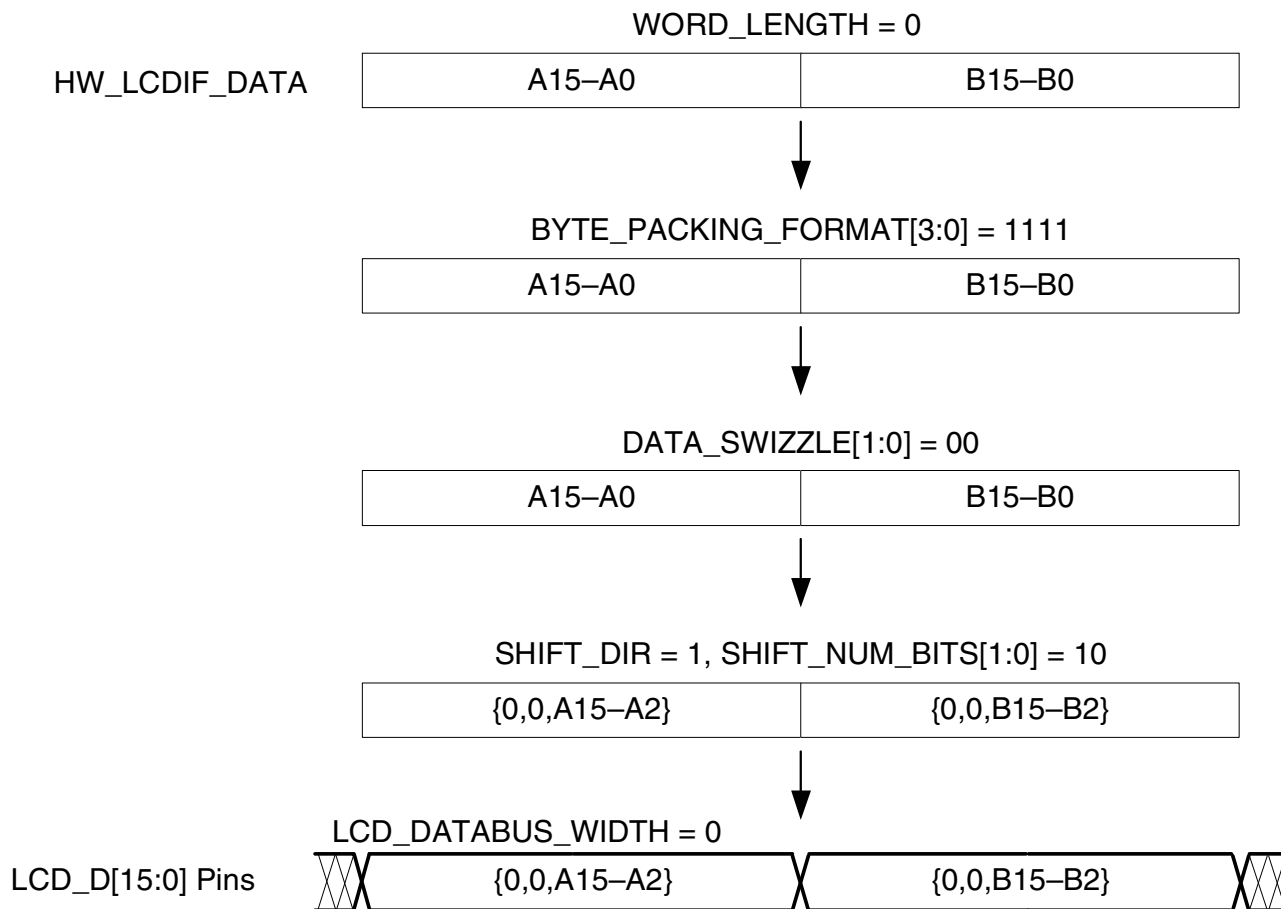 WORD_LENGTH = 0
HW_LCDIF_DATA A15–A0 B15–B0
BYTE_PACKING_FORMAT[3:0] = 1111
A15–A0 B15–B0
DATA_SWIZZLE[1:0] = 00
A15–A0 B15–B0
SHIFT_DIR = 1, SHIFT_NUM_BITS[1:0] = 10
{0,0,A15–A2} {0,0,B15–B2}
LCD_DATABUS_WIDTH = 0
LCD_D[15:0] Pins {0,0,A15–A2} {0,0,B15–B2}